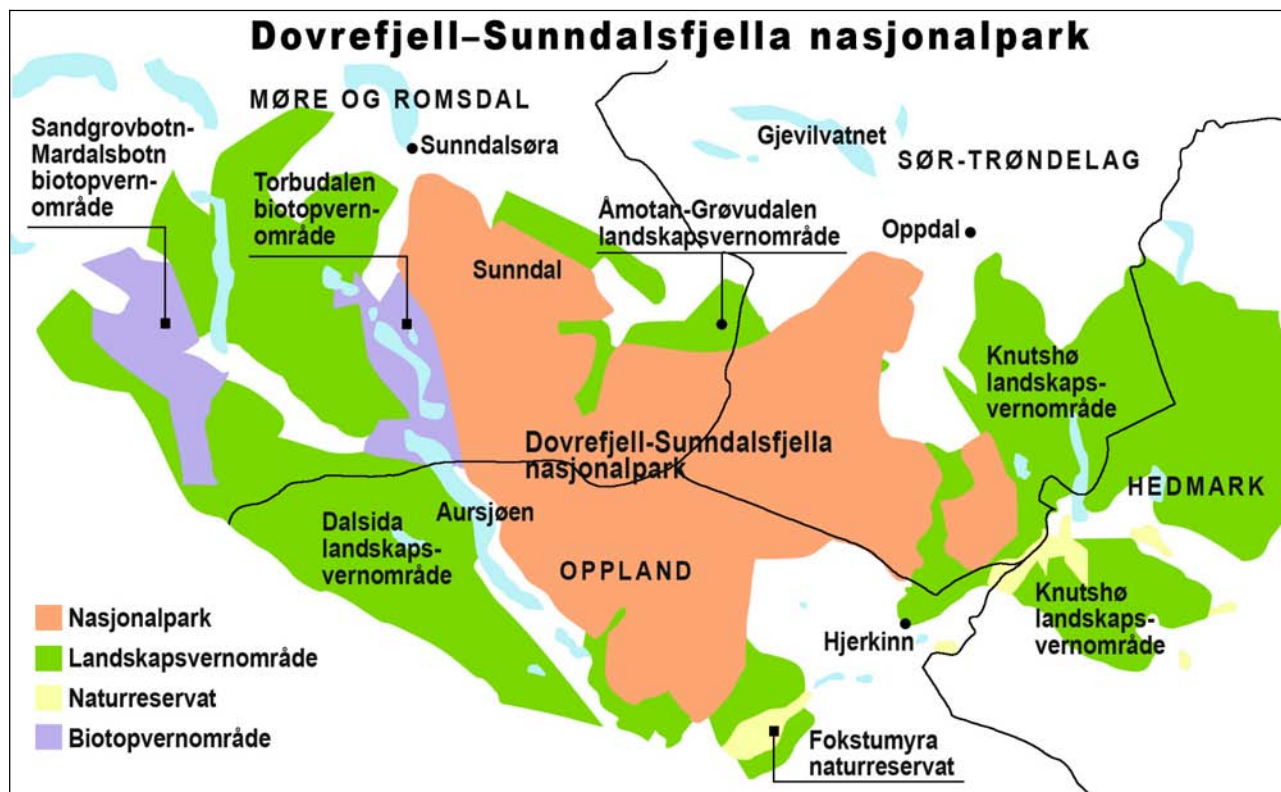 Dovrefjell–Sunndalsfjella nasjonalpark
MØRE OG ROMSDAL
Sandgrovbotn-
Mardalsbotn
biotopvern-
område
Sunndalsøra
Torbudalen
biotopvern-
område
Gjevilvatnet
SØR-TRØNDELAG
Åmotan-Grøvudalen
landskapsvernområde
Oppdal
Sunndal
Knutshø
landskaps-
vernområde
Dovrefjell-Sunndalsfjella
nasjonalpark
HEDMARK
Aursjøen
Dalsida
landskaps-
vernområde
OPPLAND
Knutshø
landskaps-
vernområde
Hjerkinn
Fokstumyra
naturreservat
Nasjonalpark
Landskapsvernområde
Naturreservat
Biotopvernområde